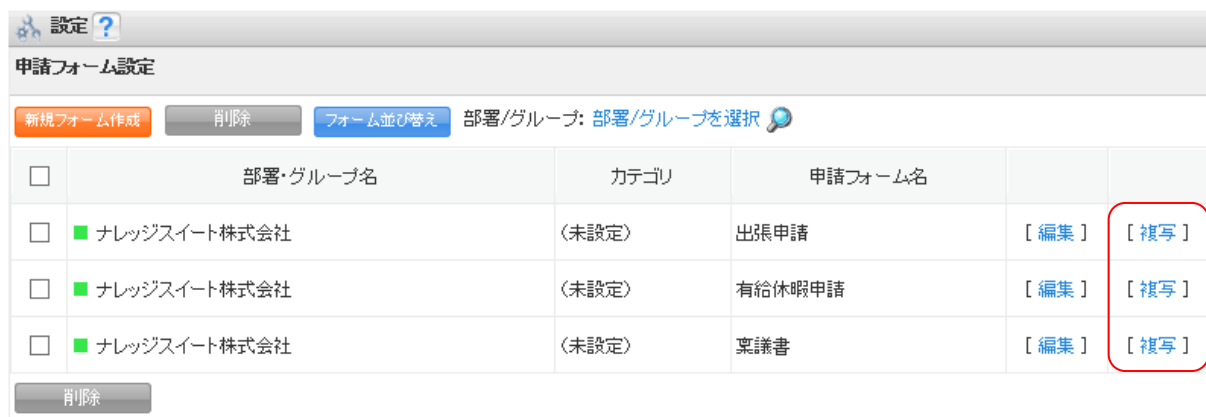 設定 ?
申請フォーム設定
新規フォーム作成 削除 フォーム並び替え 部署/グループ: 部署/グループを選択
部署・グループ名 カテゴリ 申請フォーム名
ナレッジスイート株式会社 (未設定) 出張申請 [ 編集 ] [ 複写 ]
ナレッジスイート株式会社 (未設定) 有給休暇申請 [ 編集 ] [ 複写 ]
ナレッジスイート株式会社 (未設定) 稟議書 [ 編集 ] [ 複写 ]
削除